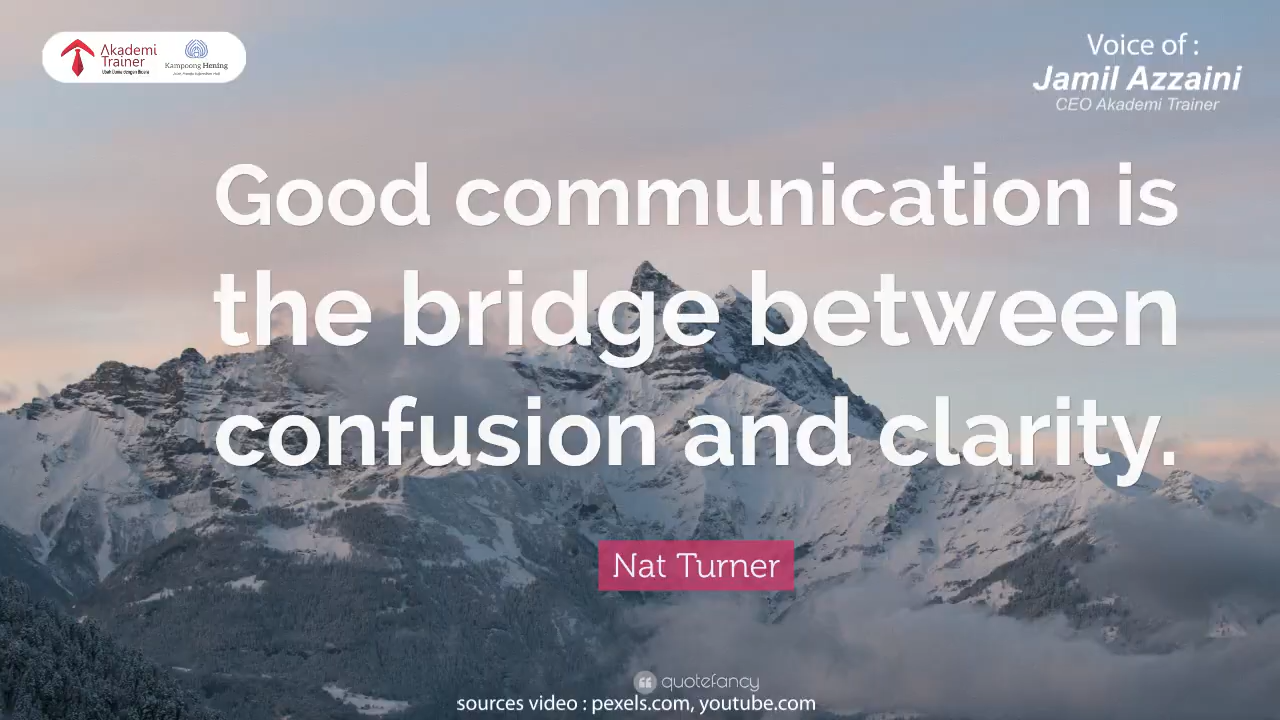 Akademi
Trainer
Kampoong Hening
Voice of :
Jamil Azzaini
CEO Akademi Trainer
Good communication is
the bridge between
confusion and clarity.
Nat Turner
quotefancy
sources video : pexels.com, youtube.com